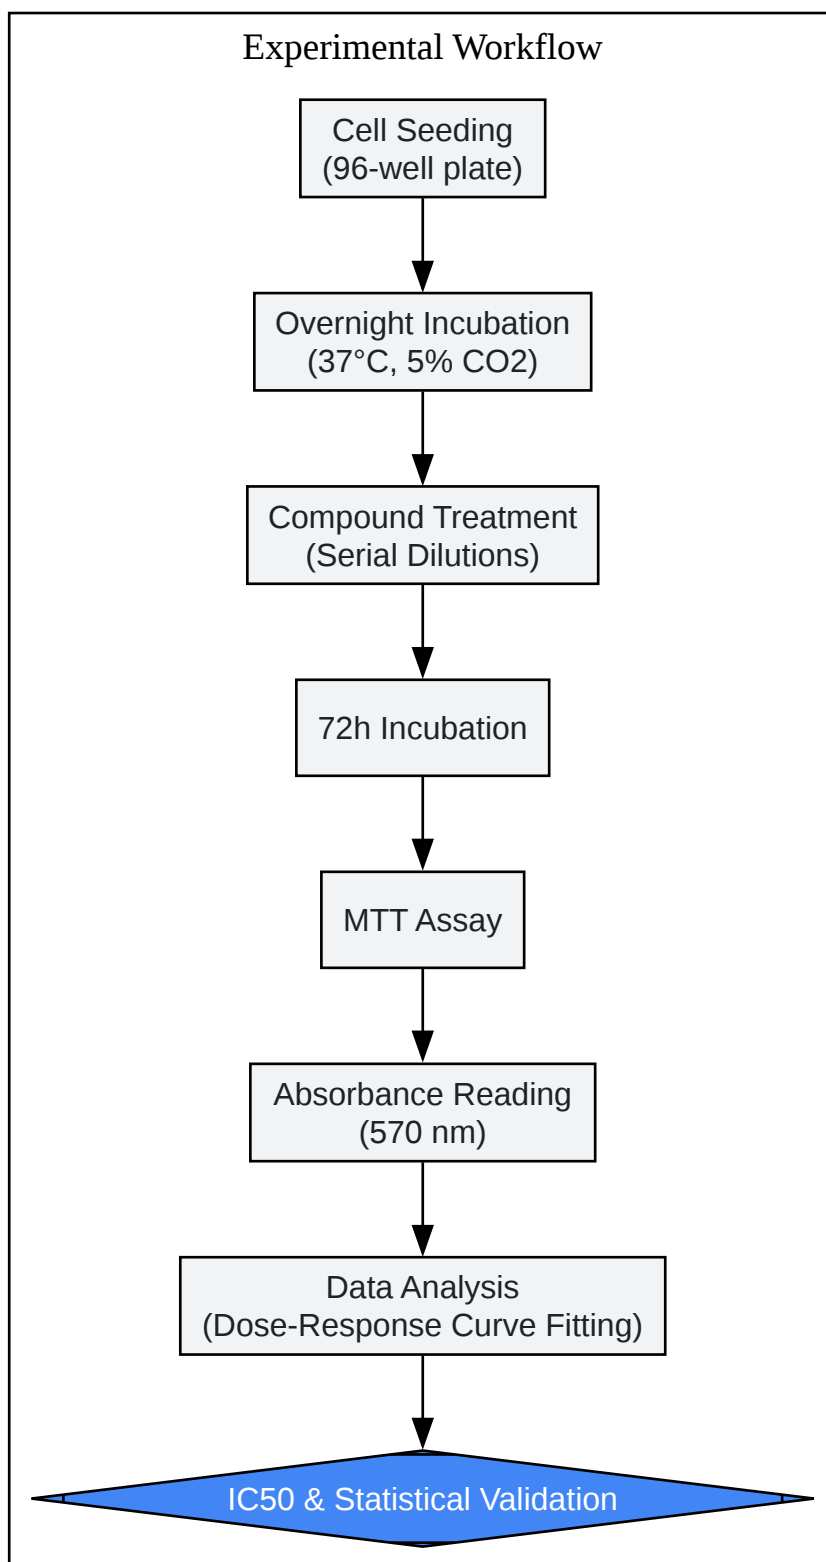 Experimental Workflow
Cell Seeding
(96-well plate)
Overnight Incubation
(37°C, 5% CO2)
Compound Treatment
(Serial Dilutions)
72h Incubation
MTT Assay
Absorbance Reading
(570 nm)
Data Analysis
(Dose-Response Curve Fitting)
IC50 & Statistical Validation